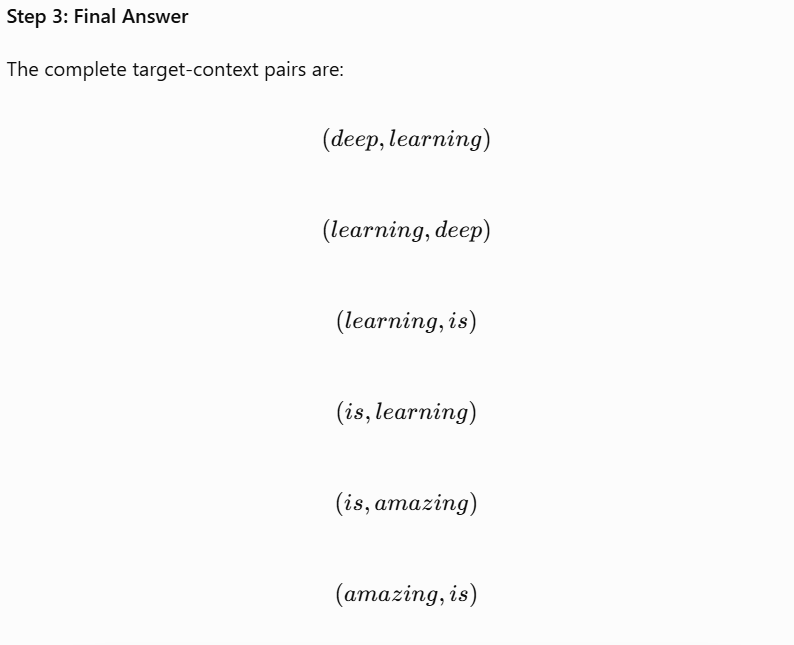 Step 3: Final Answer
The complete target-context pairs are:
(deep, learning)
(learning, deep)
(learning, is)
(is, learning)
(is, amazing)
(amazing, is)